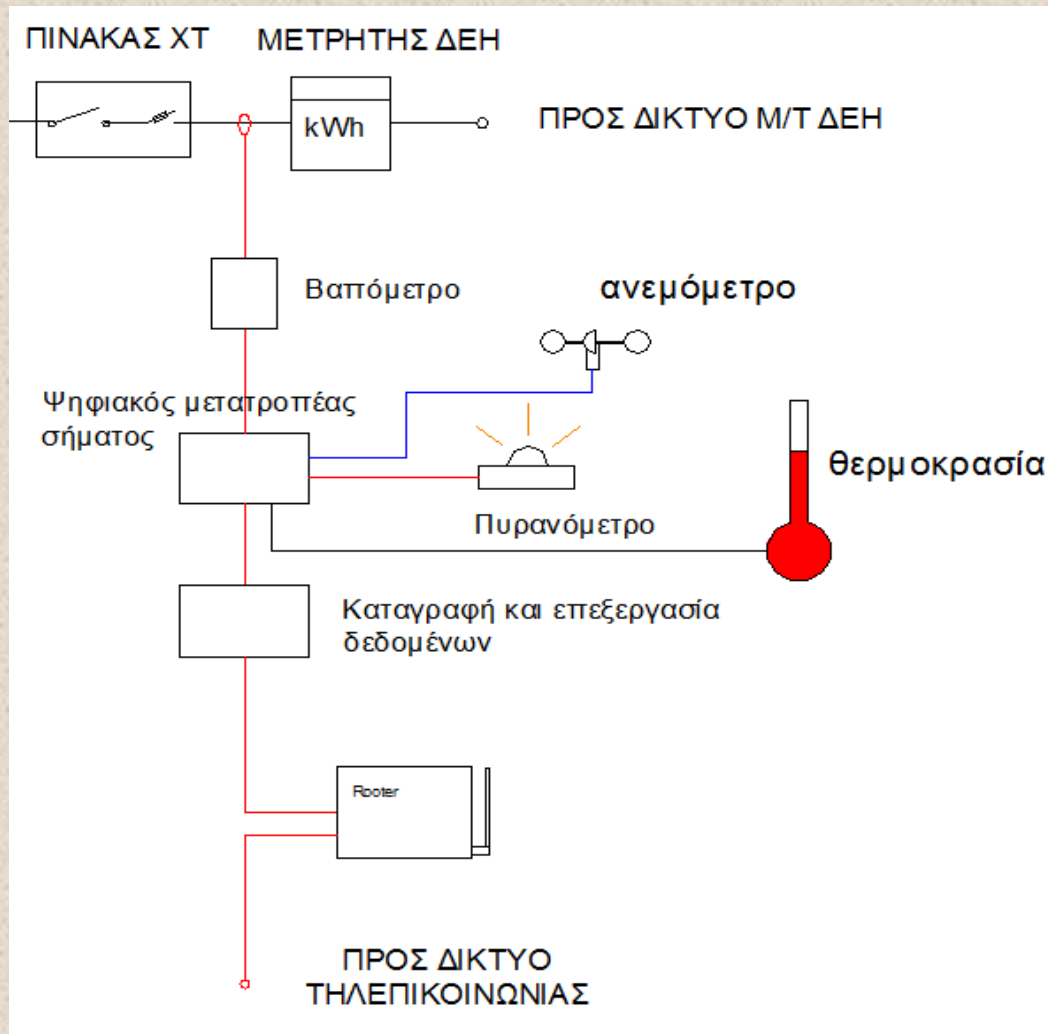 ΠΙΝΑΚΑΣ ΧΤ
ΜΕΤΡΗΤΗΣ ΔΕΗ
kWh
ΠΡΟΣ ΔΙΚΤΥΟ Μ/Τ ΔΕΗ
Βαπόμετρο
ανεμόμετρο
Ψηφιακός μετατροπέας
σήματος
θερμοκρασία
Πυρανόμετρο
Καταγραφή και επεξεργασία
δεδομένων
Rooter
ΠΡΟΣ ΔΙΚΤΥΟ
ΤΗΛΕΠΙΚΟΙΝΩΝΙΑΣ